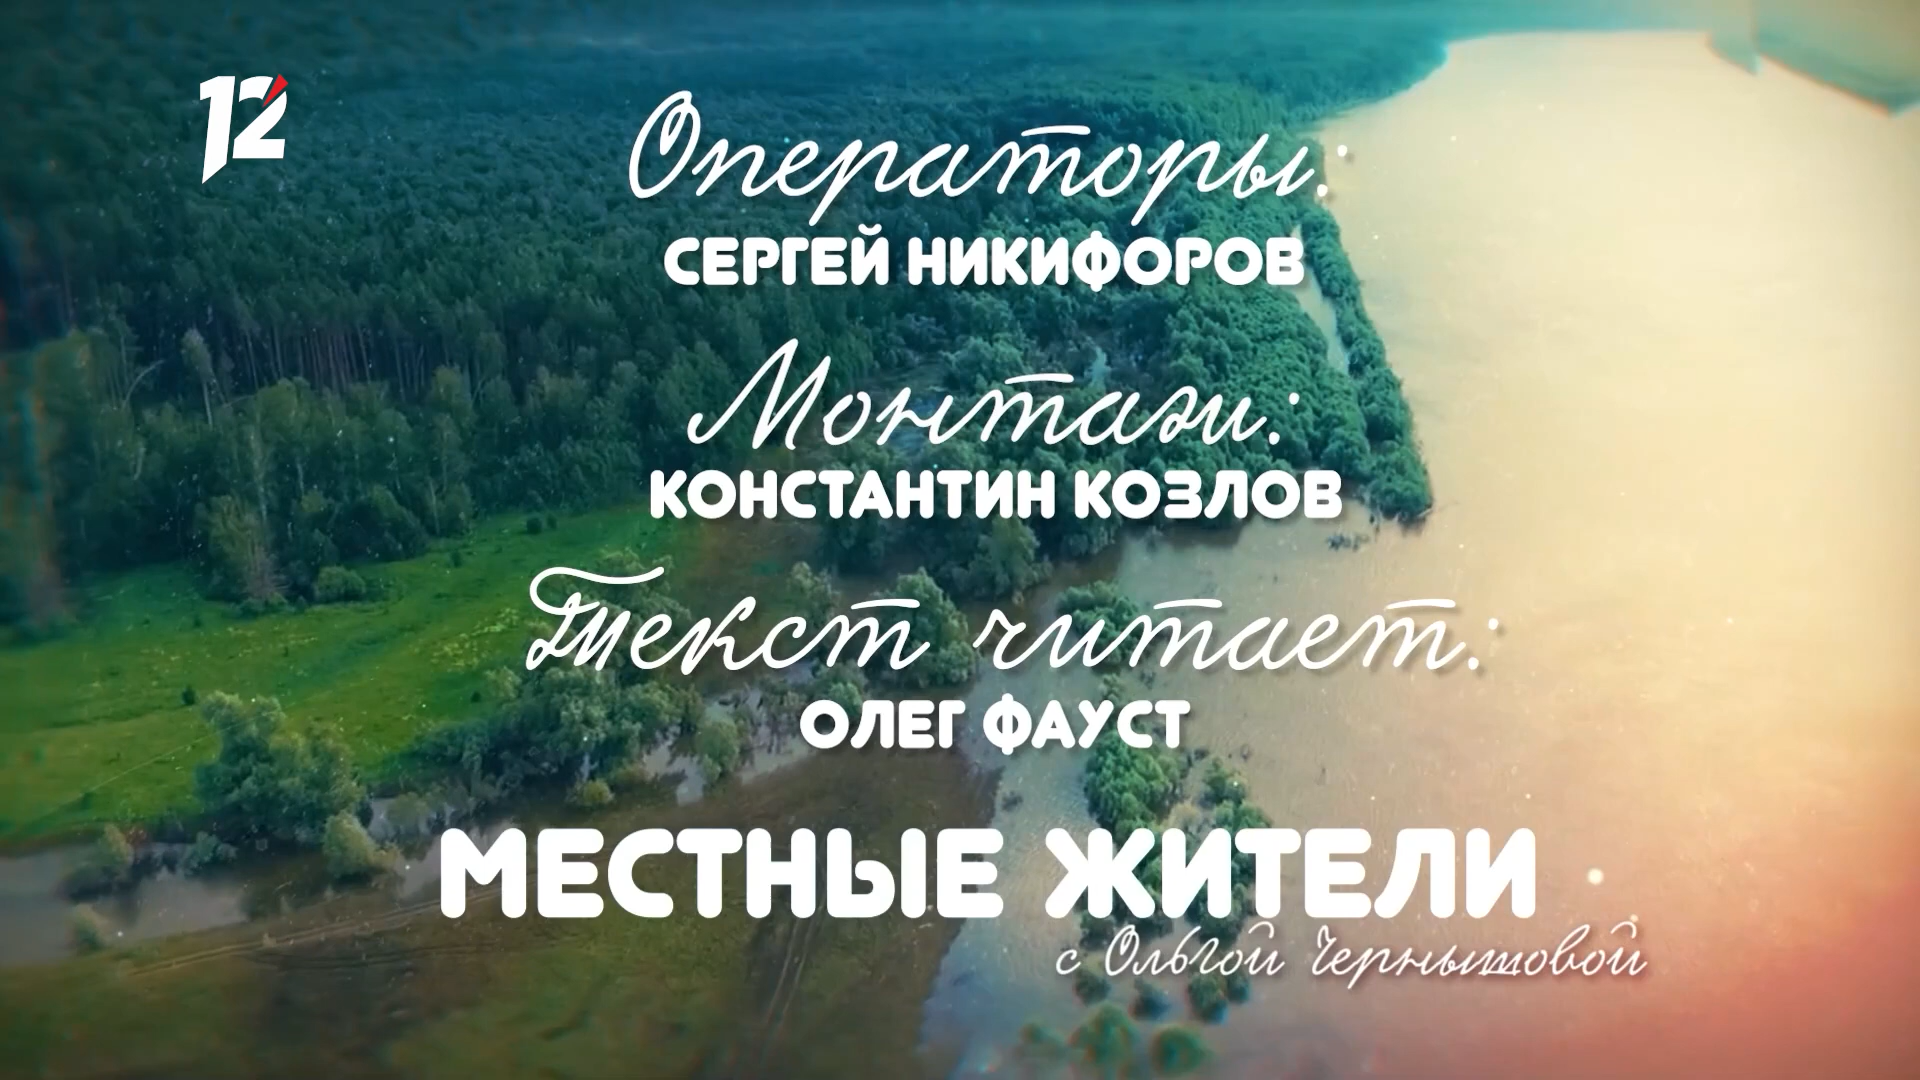 12
Операторы:
СЕРГЕЙ НИКИФОРОВ
Монтаж:
КОНСТАНТИН КОЗЛОВ
Текст читает:
ОЛЕГ ФАУСТ
МЕСТНЫЕ ЖИТЕЛИ
с Ольгой Чернышовой